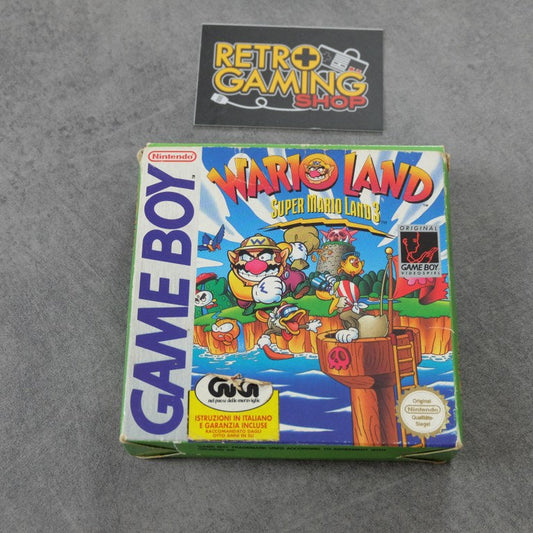 RETRO
GAMING
SHOP
Nintendo
GAME BOY
WARIO LAND
SUPER MARIO LAND 3
ORIGINAL
GAME BOY
VIDEOSPIEL
nel paese delle meraviglie
ISTRUZIONI IN ITALIANO
E GARANZIA INCLUSE
RACCOMANDATO DAGLI
OTTO ANNI IN SU
Original
Nintendo
Qualitäts-
Siegel